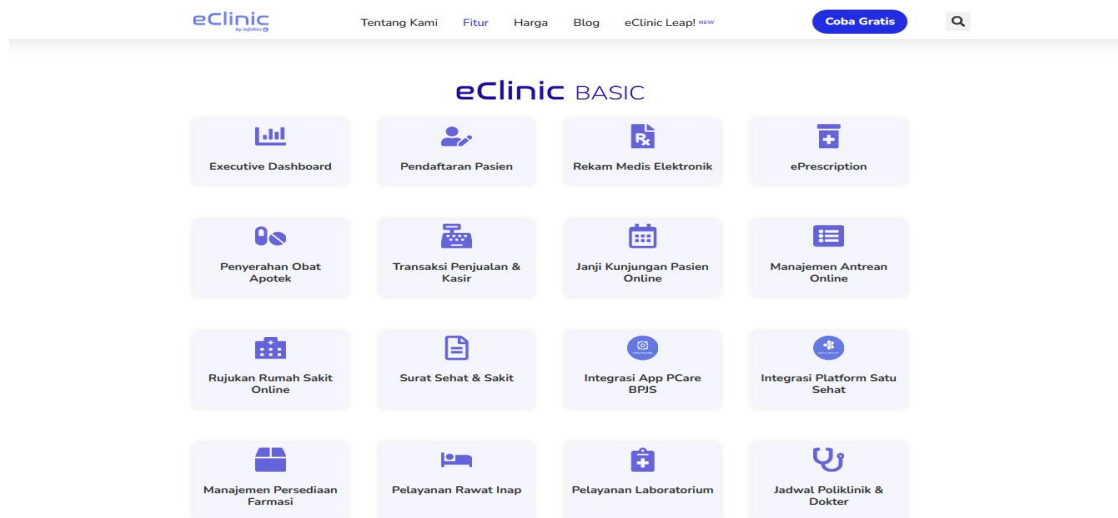 eClinic
by infokes
Tentang Kami
Fitur
Harga
Blog
eClinic Leap! NEW
Coba Gratis
eClinic BASIC
Executive Dashboard
Pendaftaran Pasien
Rekam Medis Elektronik
ePrescription
Penyerahan Obat
Apotek
Transaksi Penjualan &
Kasir
Janji Kunjungan Pasien
Online
Manajemen Antrean
Online
Rujukan Rumah Sakit
Online
Surat Sehat & Sakit
Integrasi App PCare
BPJS
Integrasi Platform Satu
Sehat
Manajemen Persediaan
Farmasi
Pelayanan Rawat Inap
Pelayanan Laboratorium
Jadwal Poliklinik &
Dokter